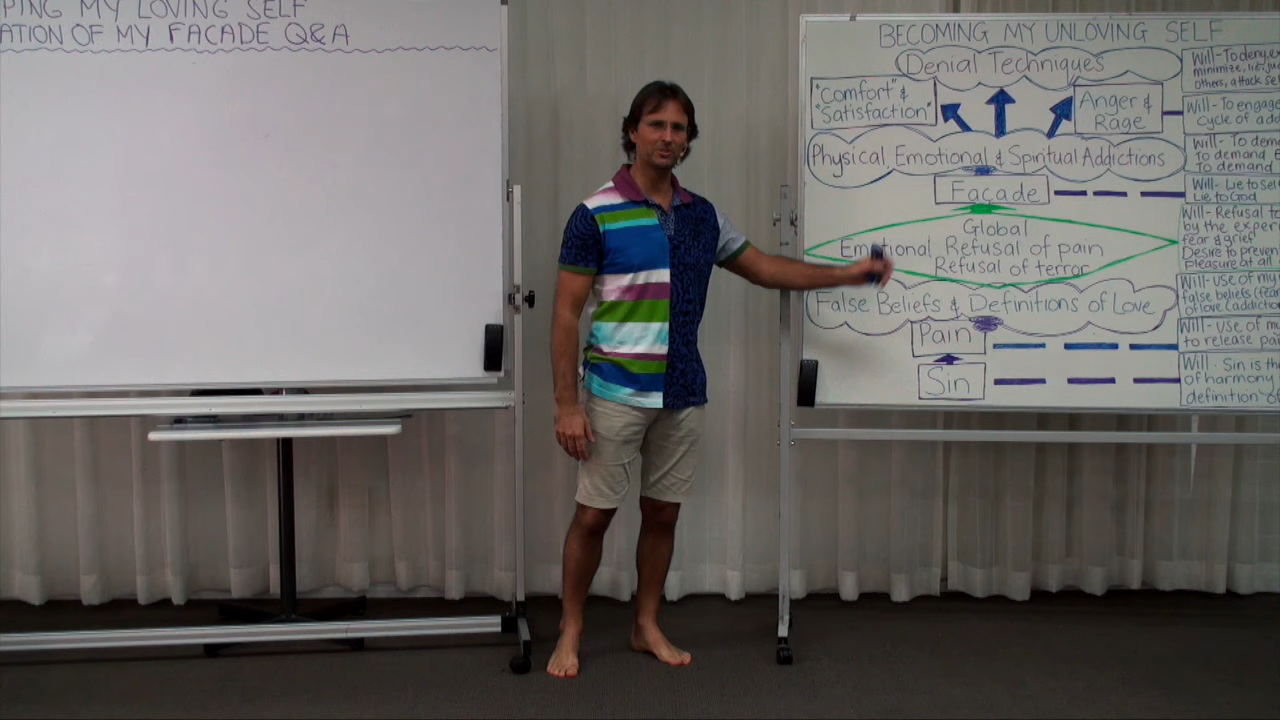 PING MY LOVING SELF
ATION OF MY FACADE Q&A
BECOMING MY UNLOVING SELF
Denial Techniques
"Comfort" &
"Satisfaction"
Anger &
Rage
Physical, Emotional & Spiritual Addictions
Façade
Global
Emotional Refusal of pain
Refusal of terror
False Beliefs & Definitions of Love
Pain
Sin
Will - To deny,
minimize, lie,
others, attack se
Will - To engage
cycle of add
Will - To dem
To demand
To demand
Will - Lie to Sel
Lie to God
Will - Refusal to
by the exper
fear & grief
Desire to preven
pleasure at all
Will - use of my
false beliefs (fea
of love (addictio
Will - use of m
to release pai
Will - Sin is th
of harmony
definition of